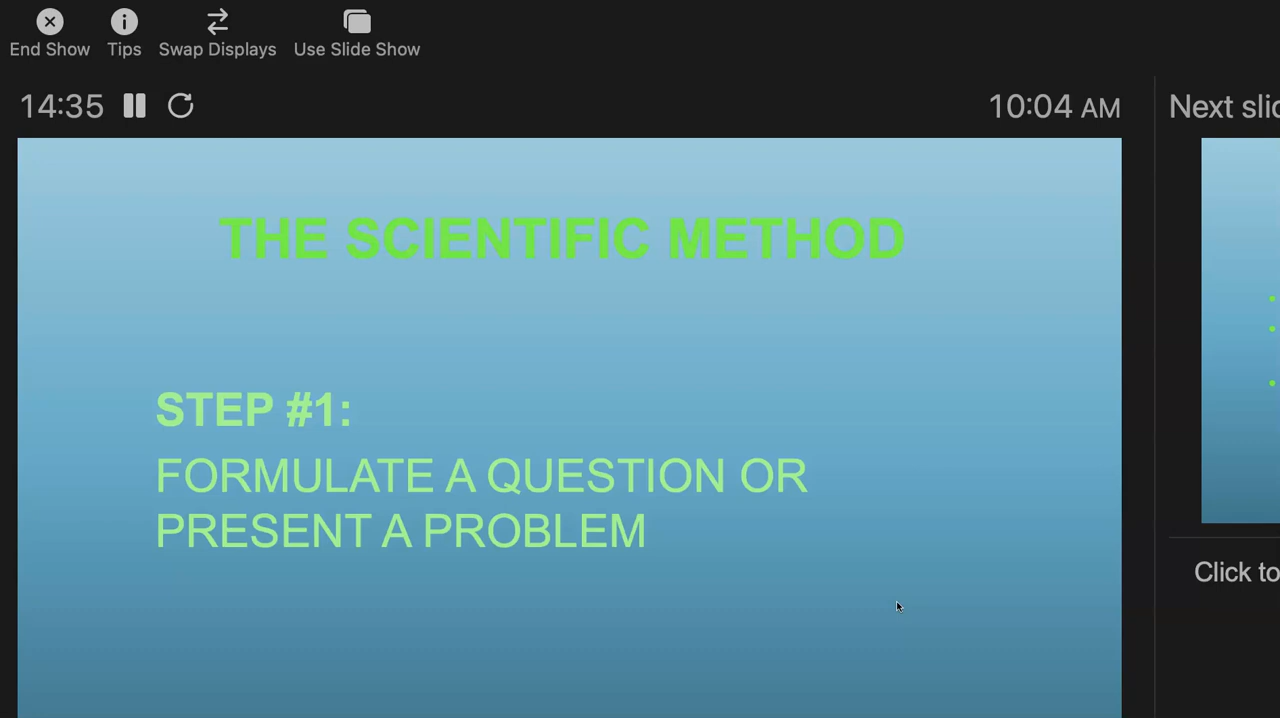 End Show Tips Swap Displays Use Slide Show
14:35 10:04 AM Next
THE SCIENTIFIC METHOD
STEP #1:
FORMULATE A QUESTION OR
PRESENT A PROBLEM
Click to